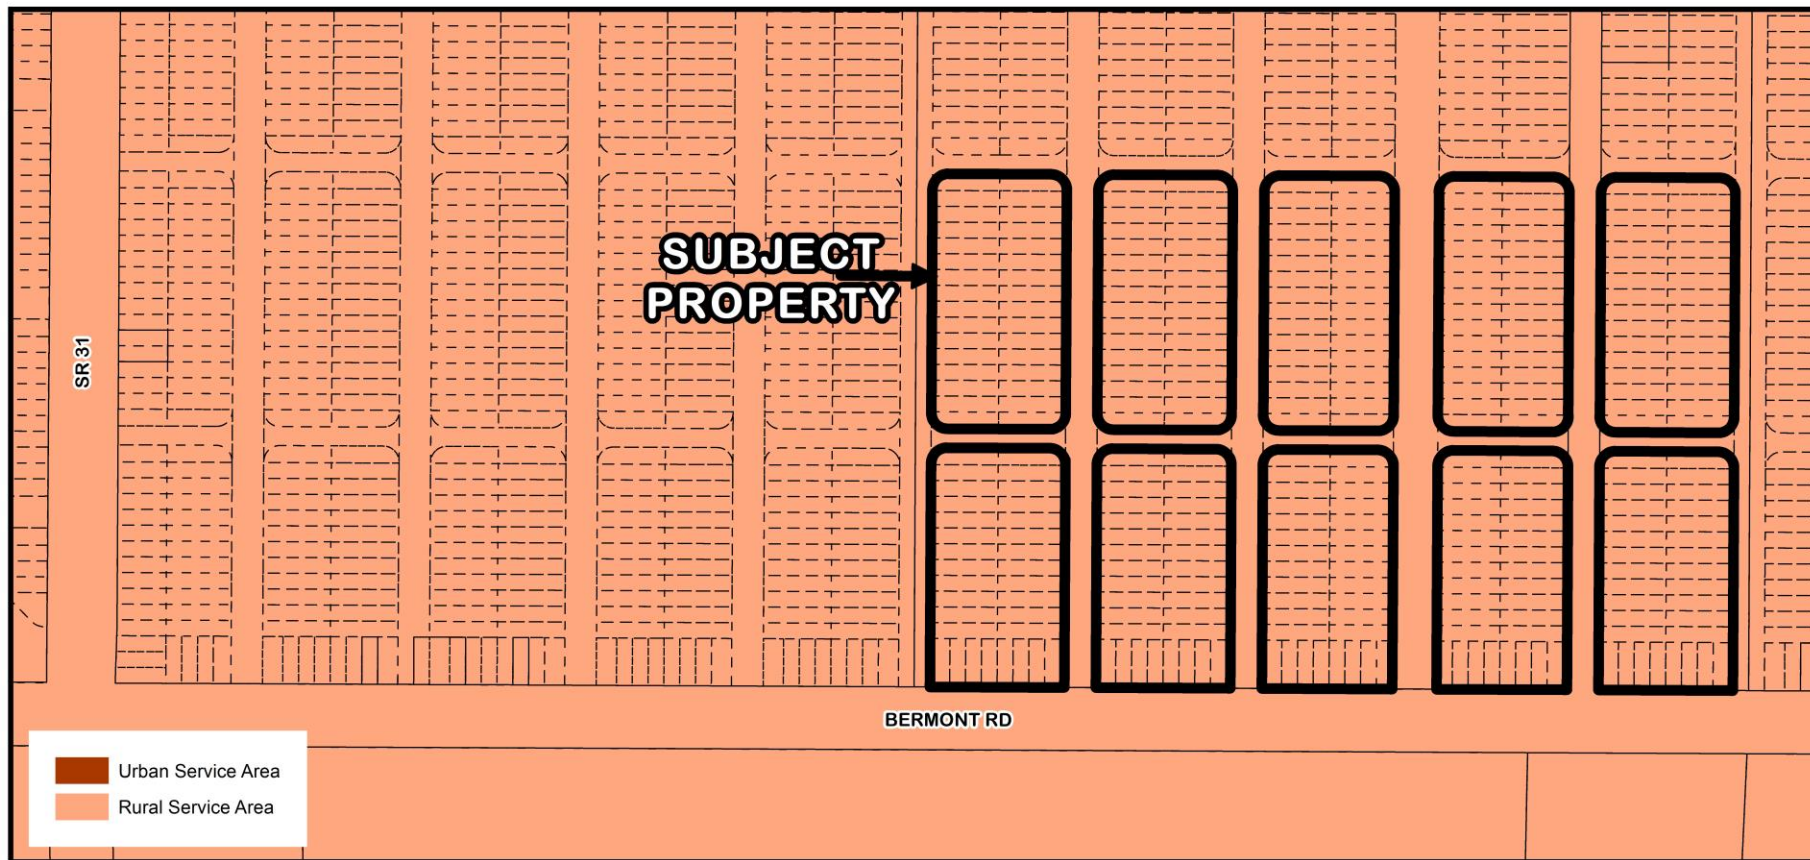 SUBJECT
PROPERTY
SR 31
BERMONT RD
Urban Service Area
Rural Service Area